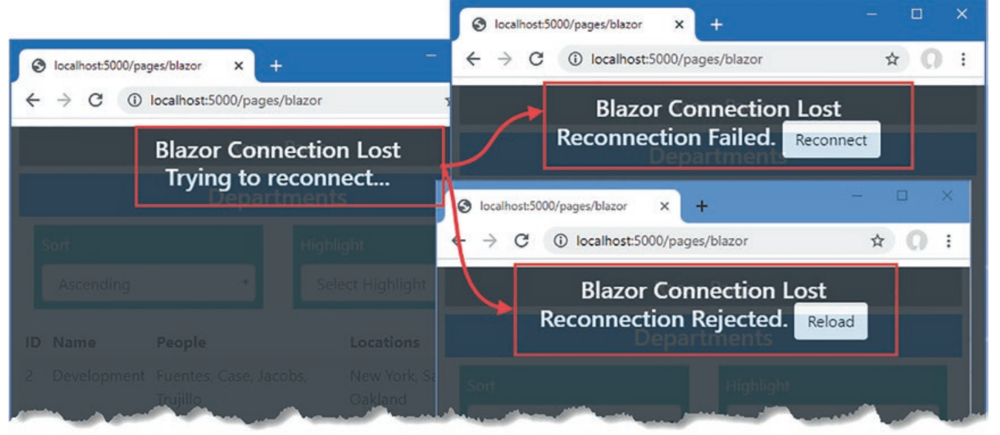 localhost:5000/pages/blazor
localhost:5000/pages/blazor
Blazor Connection Lost
Trying to reconnect...
Departments
Sort
Highlight
Ascending
Select Highlight
ID Name People Locations
2 Development Fuentes, Case, Jacobs, New York,
Trujillo Oakland
localhost:5000/pages/blazor
localhost:5000/pages/blazor
Blazor Connection Lost
Reconnection Failed. Reconnect
Departments
localhost:5000/pages/blazor
localhost:5000/pages/blazor
Blazor Connection Lost
Reconnection Rejected. Reload
Departments
Sort
Highlight